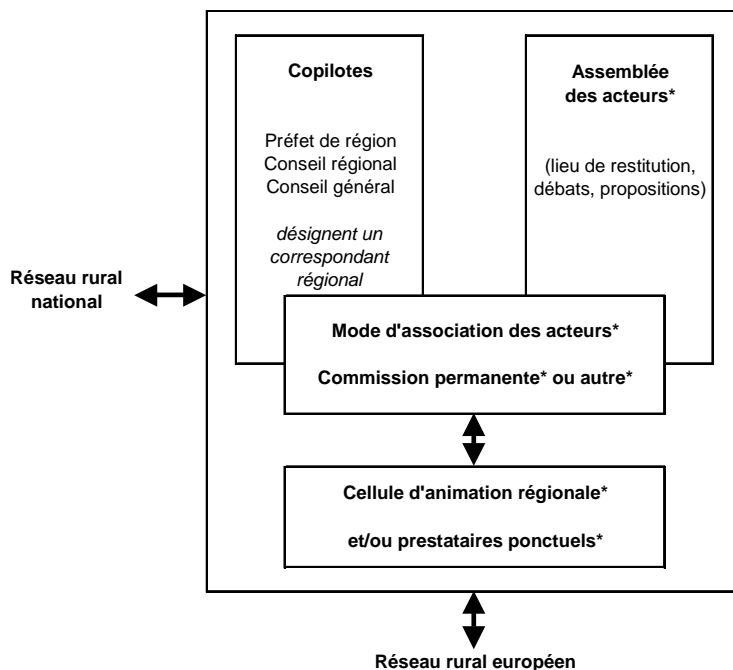 Copilotes
Préfet de région
Conseil régional
Conseil général
désignent un
correspondant
régional
Assemblée
des acteurs*
(lieu de restitution,
débats, propositions)
Réseau rural
national
Mode d'association des acteurs*
Commission permanente* ou autre*
Cellule d'animation régionale*
et/ou prestataires ponctuels*
Réseau rural européen